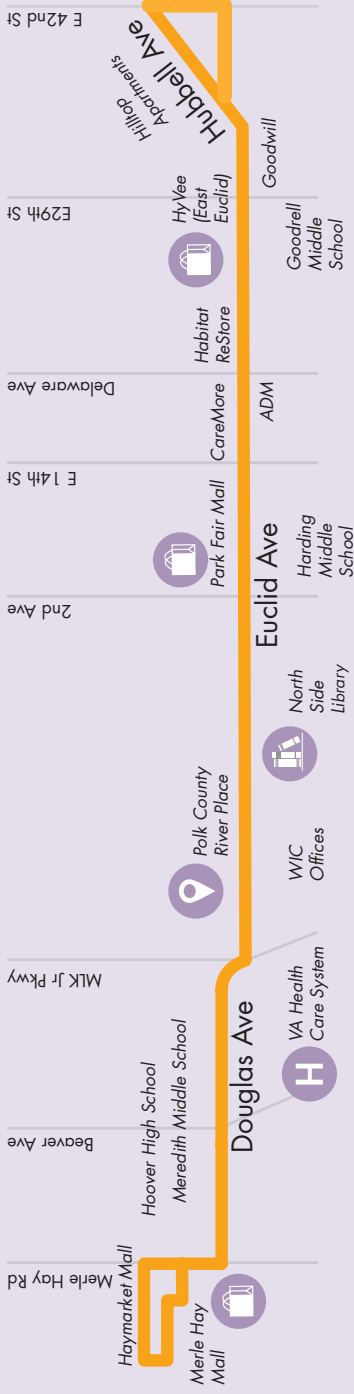 Merle Hay Rd
Beaver Ave
MLK Jr Pkwy
2nd Ave
E 14th St
Delaware Ave
E29th St
E 42nd St
Haymarket Mall
Merle Hay
Mall
Hoover High School
Meredith Middle School
Douglas Ave
H
VA Health
Care System
Polk County
River Place
WIC
Offices
North
Side
Library
Euclid Ave
Park Fair Mall
Harding
Middle
School
CareMore
ADM
Habitat
ReStore
HyVee
(East
Euclid)
Goodrell
Middle
School
Goodwill
Hilltop
Apartments
Hubbell Ave